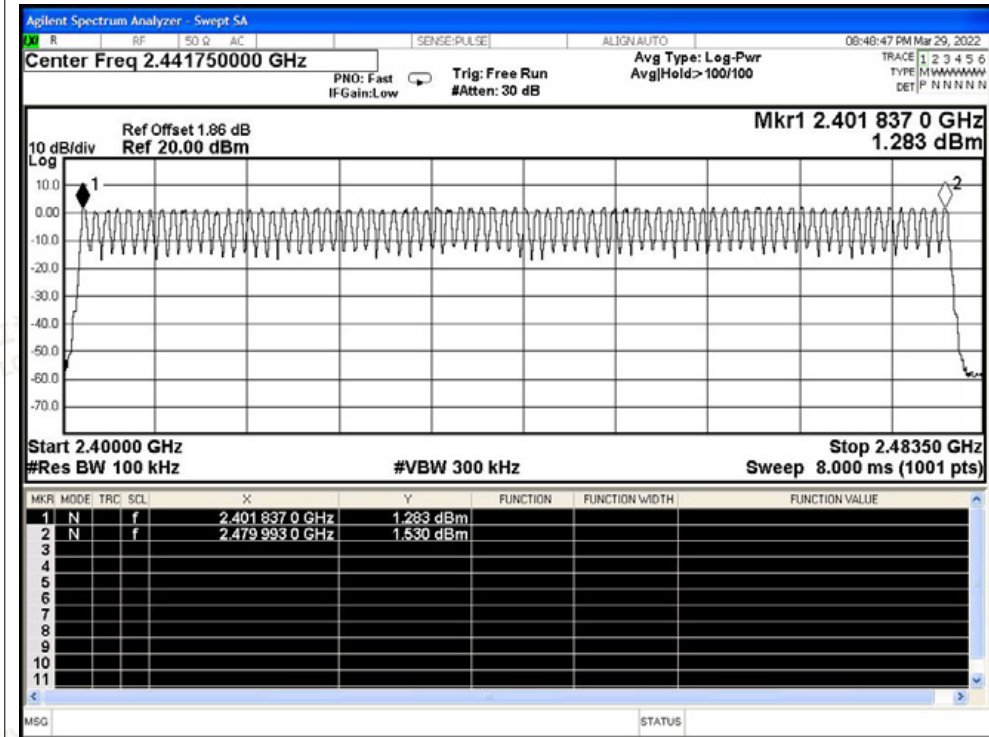 Agilent Spectrum Analyzer - Swept SA
R RF 50 Ω AC SENSE:PULSE ALIGN AUTO 08:48:47 PM Mar 29, 2022
Center Freq 2.441750000 GHz
PNO: Fast
IFGain:Low
Trig: Free Run
#Atten: 30 dB
Avg Type: Log-Pwr
Avg|Hold:>100/100
TRACE 1 2 3 4 5 6
TYPE M
DET P N N N N N
Mkr1 2.401 837 0 GHz
1.283 dBm
Ref Offset 1.86 dB
10 dB/div Ref 20.00 dBm
Log
10.0
0.00
-10.0
-20.0
-30.0
-40.0
-50.0
-60.0
-70.0
1
2
Start 2.40000 GHz Stop 2.48350 GHz
#Res BW 100 kHz #VBW 300 kHz Sweep 8.000 ms (1001 pts)
MKR MODE TRC SCL X Y FUNCTION FUNCTION WIDTH FUNCTION VALUE
1 N f 2.401 837 0 GHz 1.283 dBm
2 N f 2.479 993 0 GHz 1.530 dBm
3
4
5
6
7
8
9
10
11
MSG STATUS